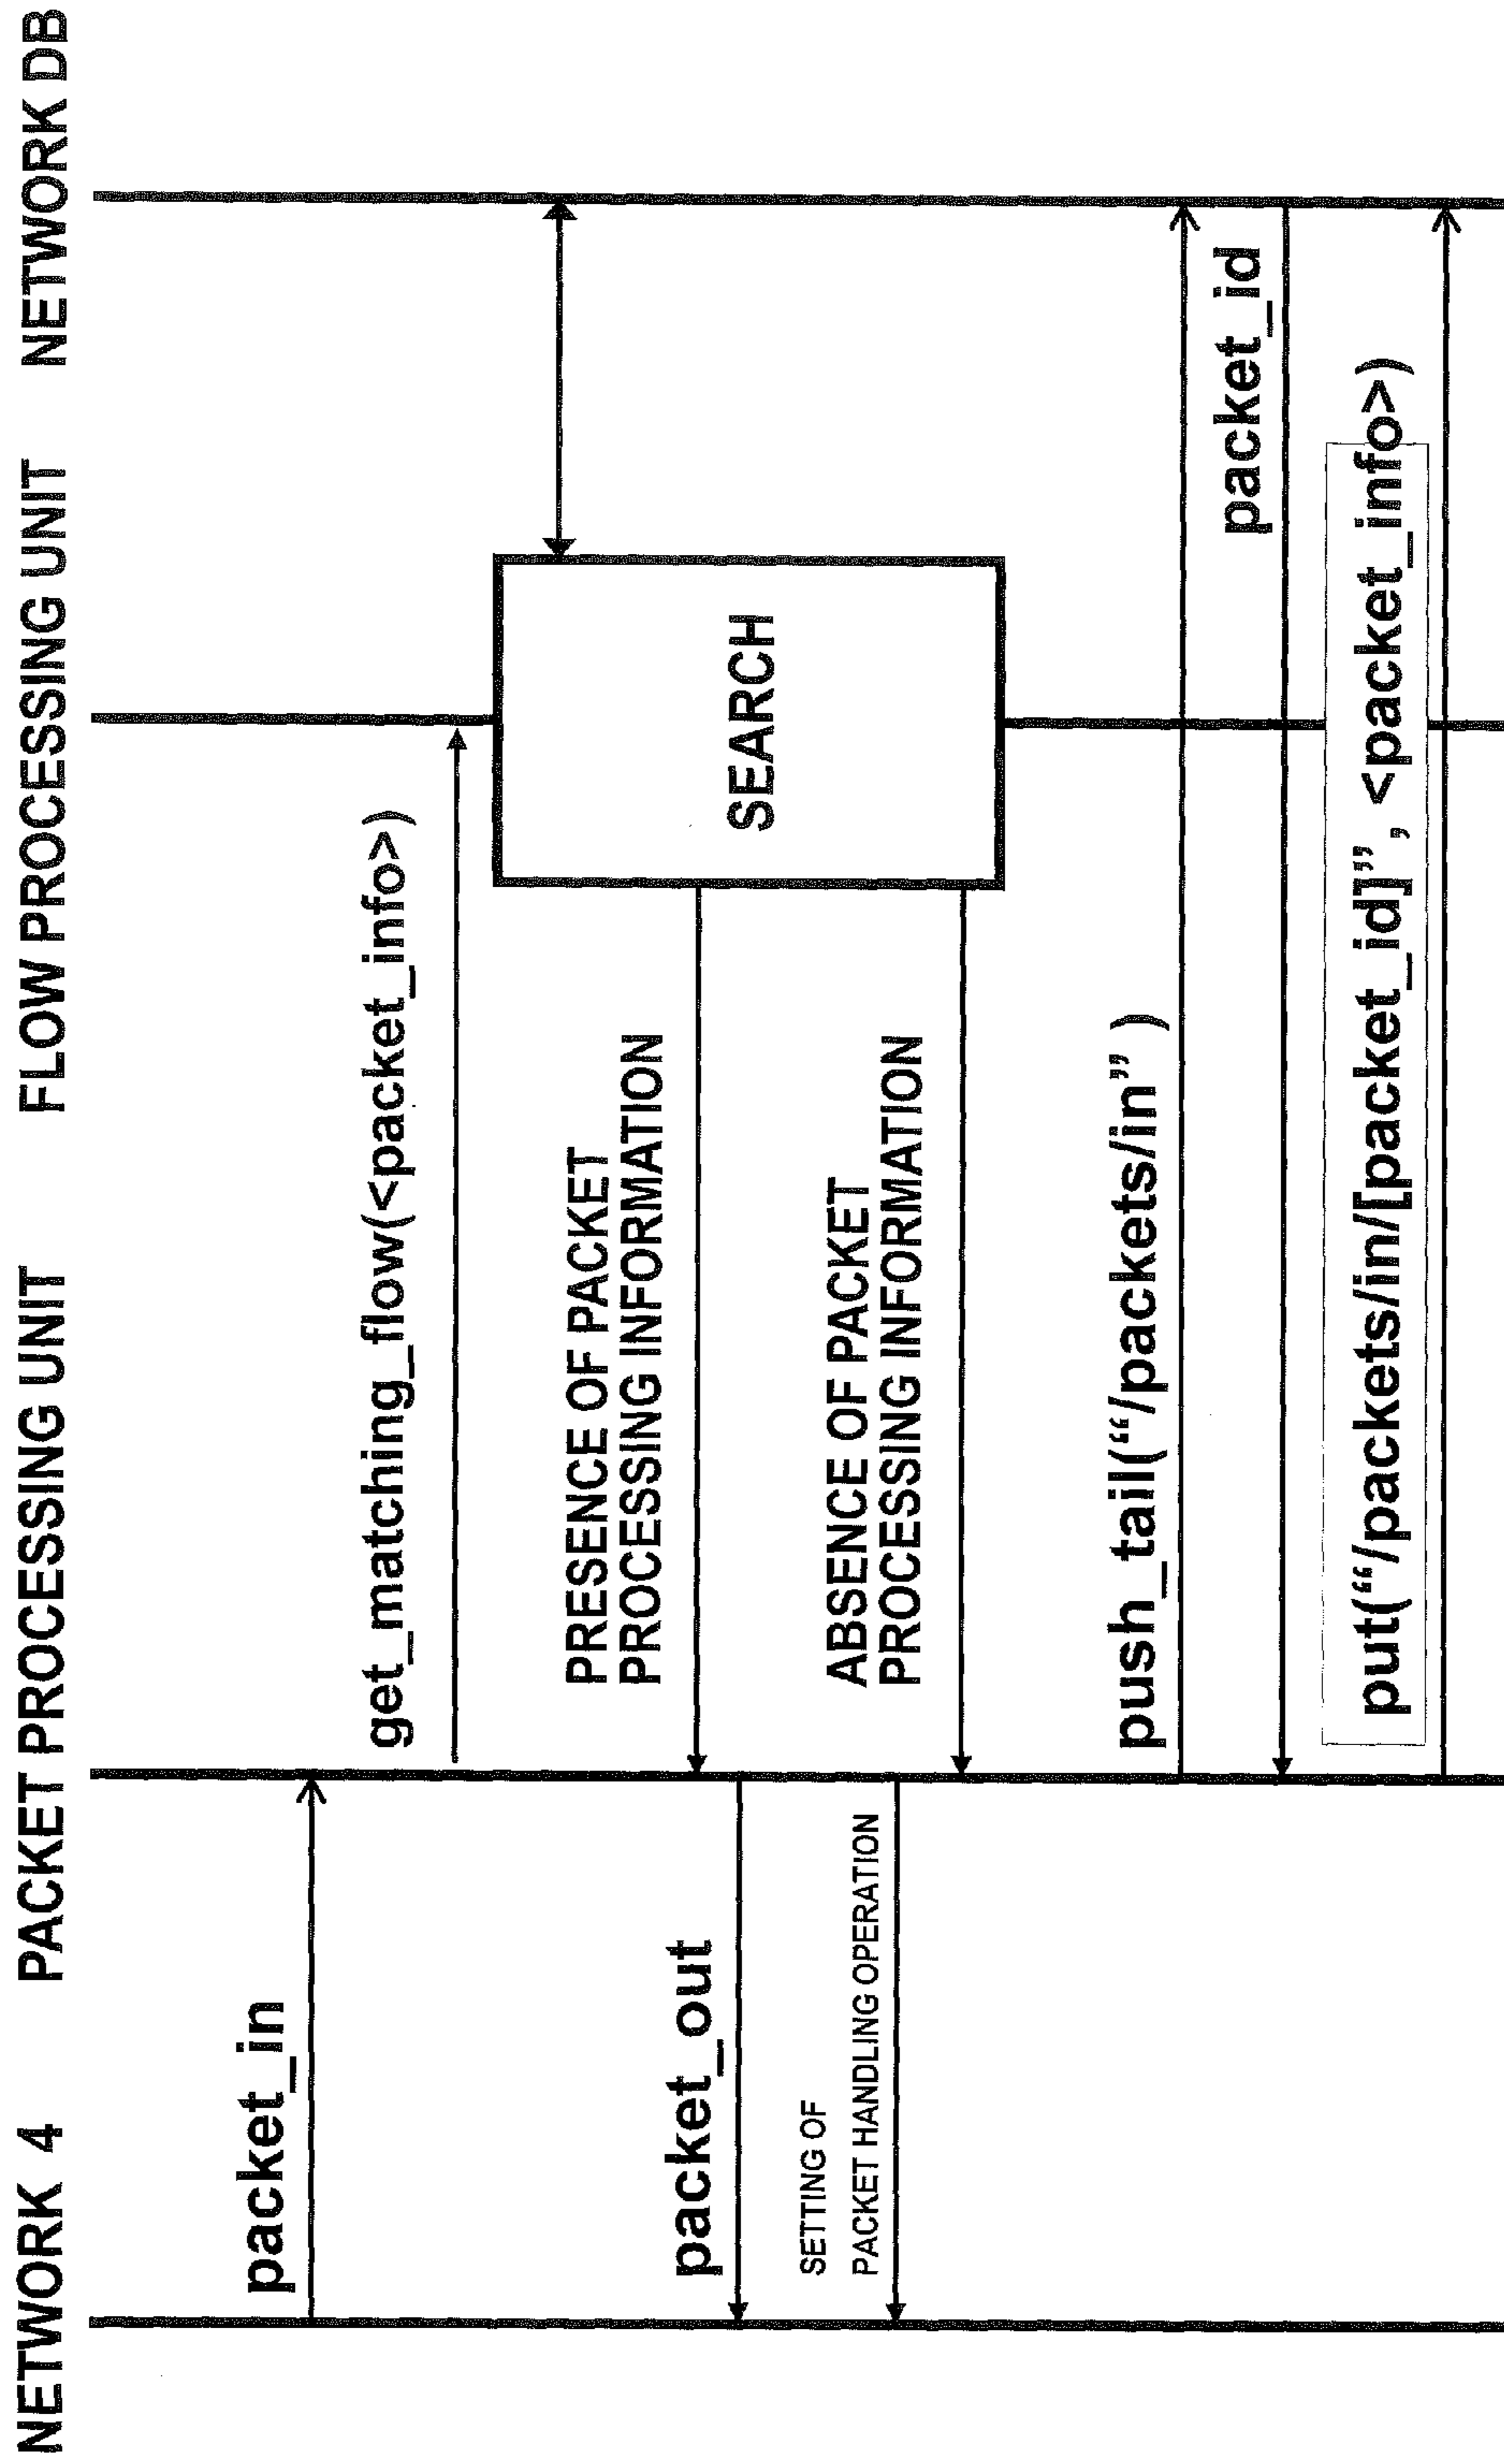 NETWORK 4
PACKET PROCESSING UNIT
FLOW PROCESSING UNIT
NETWORK DB
packet_in
get_matching_flow(<packet_info>)
SEARCH
PRESENCE OF PACKET
PROCESSING INFORMATION
packet_out
SETTING OF
PACKET HANDLING OPERATION
ABSENCE OF PACKET
PROCESSING INFORMATION
push_tail(“/packets/in” )
packet_id
put(“/packets/in/[packet_id]”, <packet_info>)